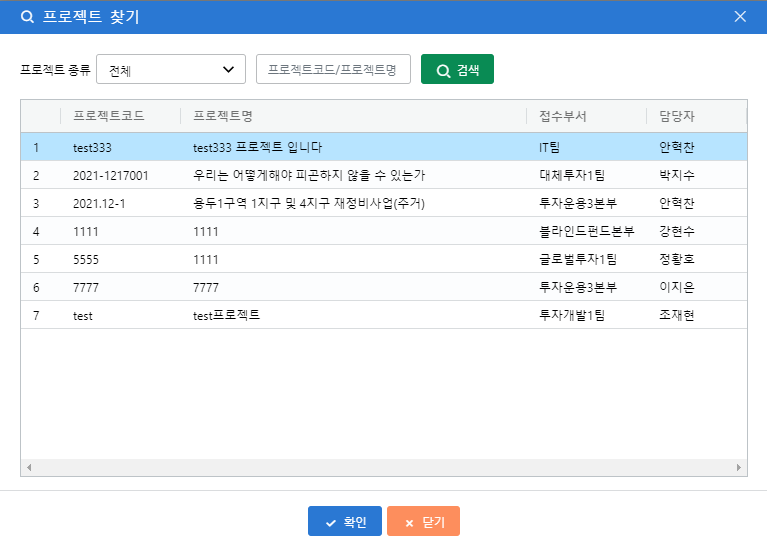 프로젝트 찾기
프로젝트 종류 전체 프로젝트코드/프로젝트명 검색
프로젝트코드 프로젝트명 접수부서 담당자
1 test333 test333 프로젝트 입니다 IT팀 안혁찬
2 2021-1217001 우리는 어떻게해야 피곤하지 않을 수 있는가 대체투자1팀 박지수
3 2021.12-1 용두1구역 1지구 및 4지구 재정비사업(주거) 투자운용3본부 안혁찬
4 1111 1111 블라인드펀드본부 강현수
5 5555 1111 글로벌투자1팀 정황호
6 7777 7777 투자운용3본부 이지은
7 test test프로젝트 투자개발1팀 조재현
확인 닫기